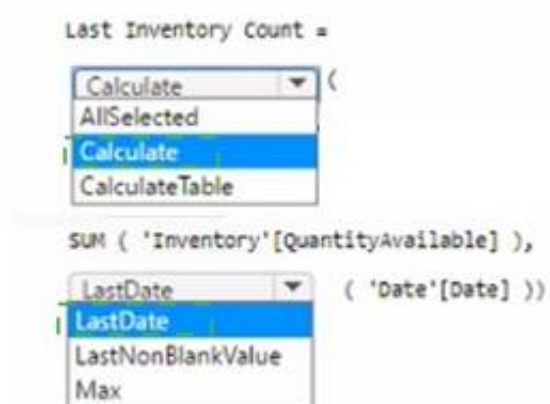 Last Inventory Count =
Calculate (
AllSelected
Calculate
CalculateTable
SUM ( 'Inventory'[QuantityAvailable] ),
LastDate ( 'Date'[Date] ))
LastDate
LastNonBlankValue
Max